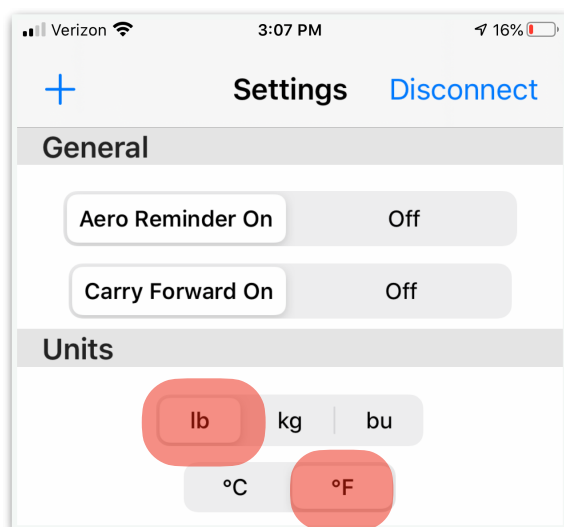 Verizon 3:07 PM 16%
+ Settings Disconnect
General
Aero Reminder On Off
Carry Forward On Off
Units
lb kg bu
°C °F